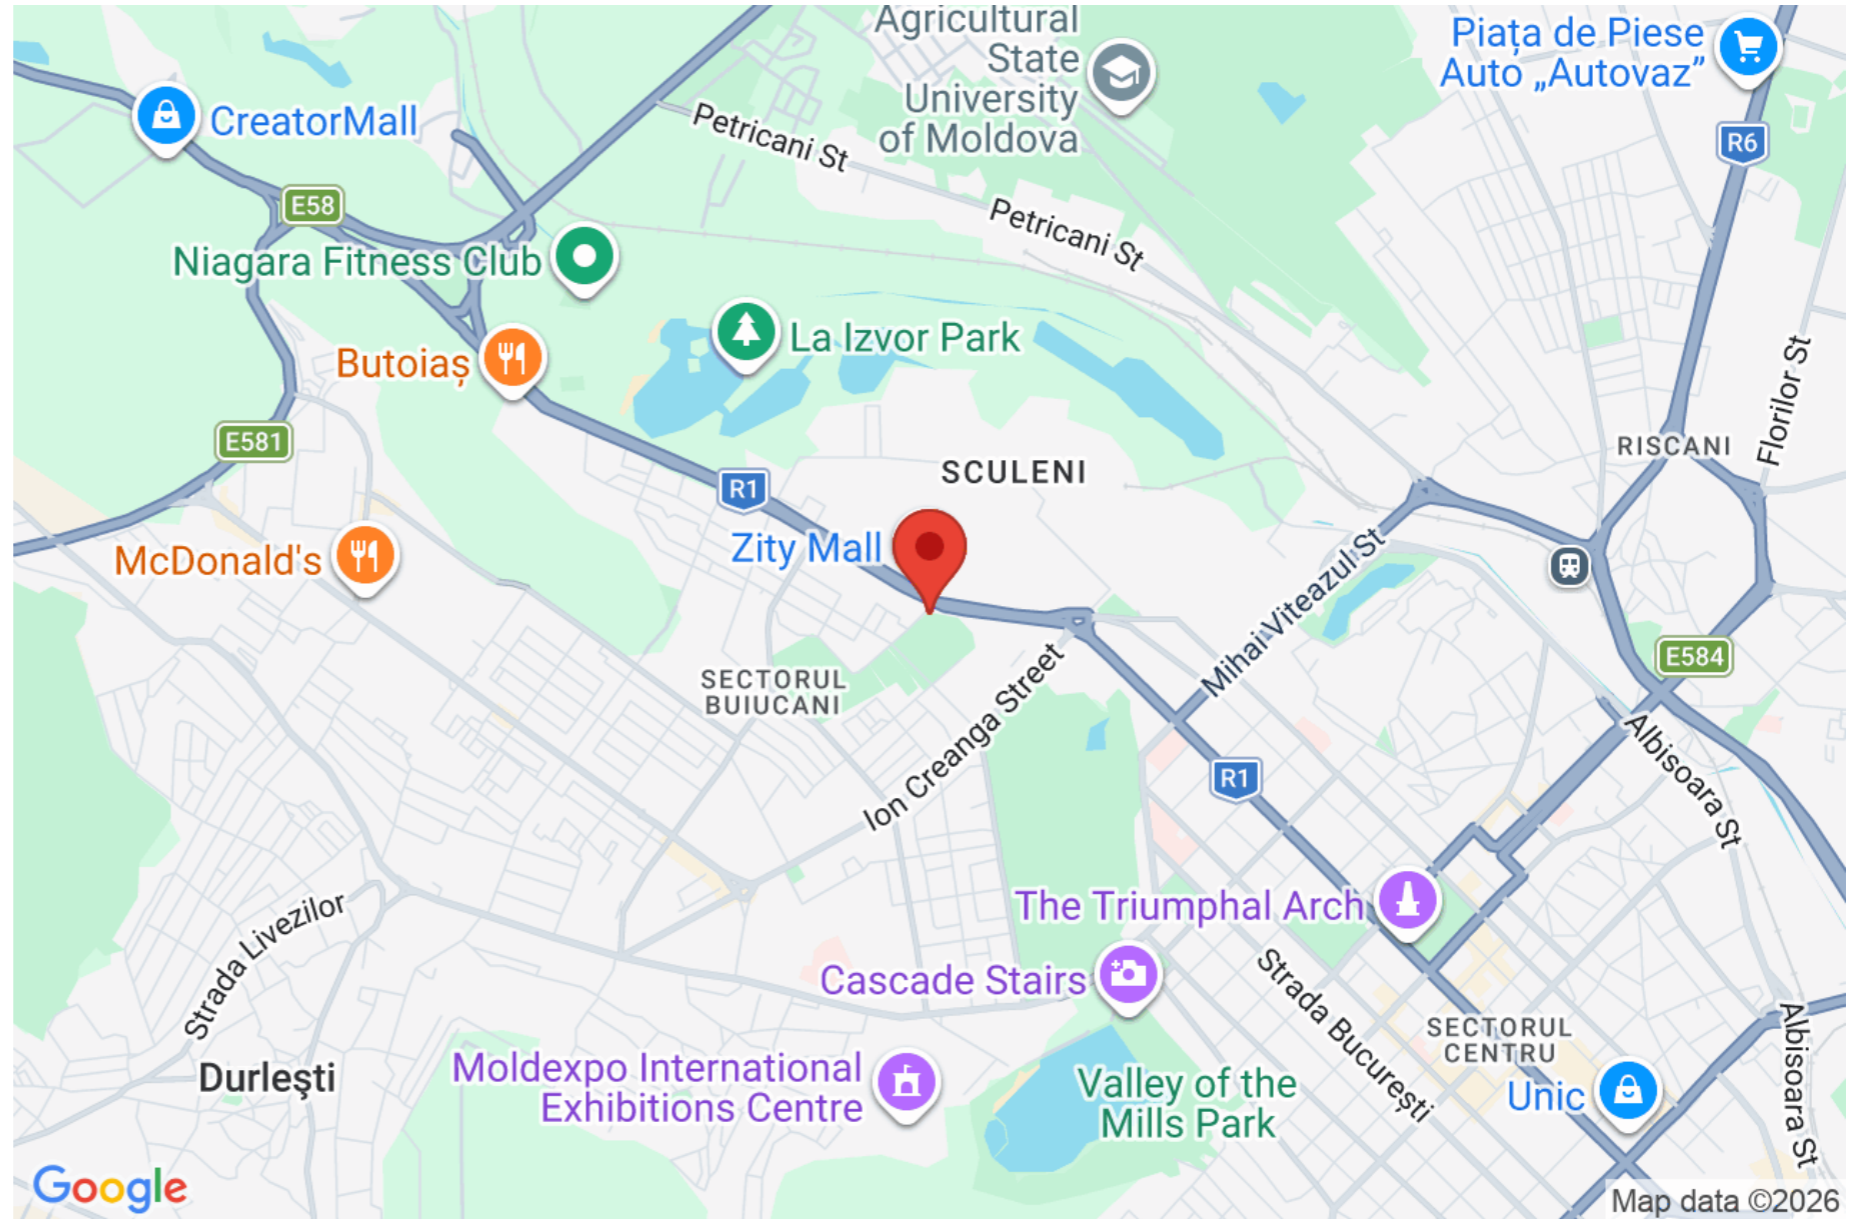 Agricultural
State
University
of Moldova
Piața de Piese
Auto „Autovaz”
CreatorMall
Petricani St
R6
E58
Petricani St
Niagara Fitness Club
La Izvor Park
Butoiaș
Florilor St
E581
RISCANI
SCULENI
R1
Zity Mall
McDonald's
Mihai Viteazul St
E584
SECTORUL
BUIUCANI
Ion Creanga Street
Albisoara St
R1
The Triumphal Arch
Strada Livezilor
Cascade Stairs
Strada București
SECTORUL
CENTRU
Albisoara St
Durleşti
Moldexpo International
Exhibitions Centre
Valley of the
Mills Park
Unic
Google
Map data ©2026